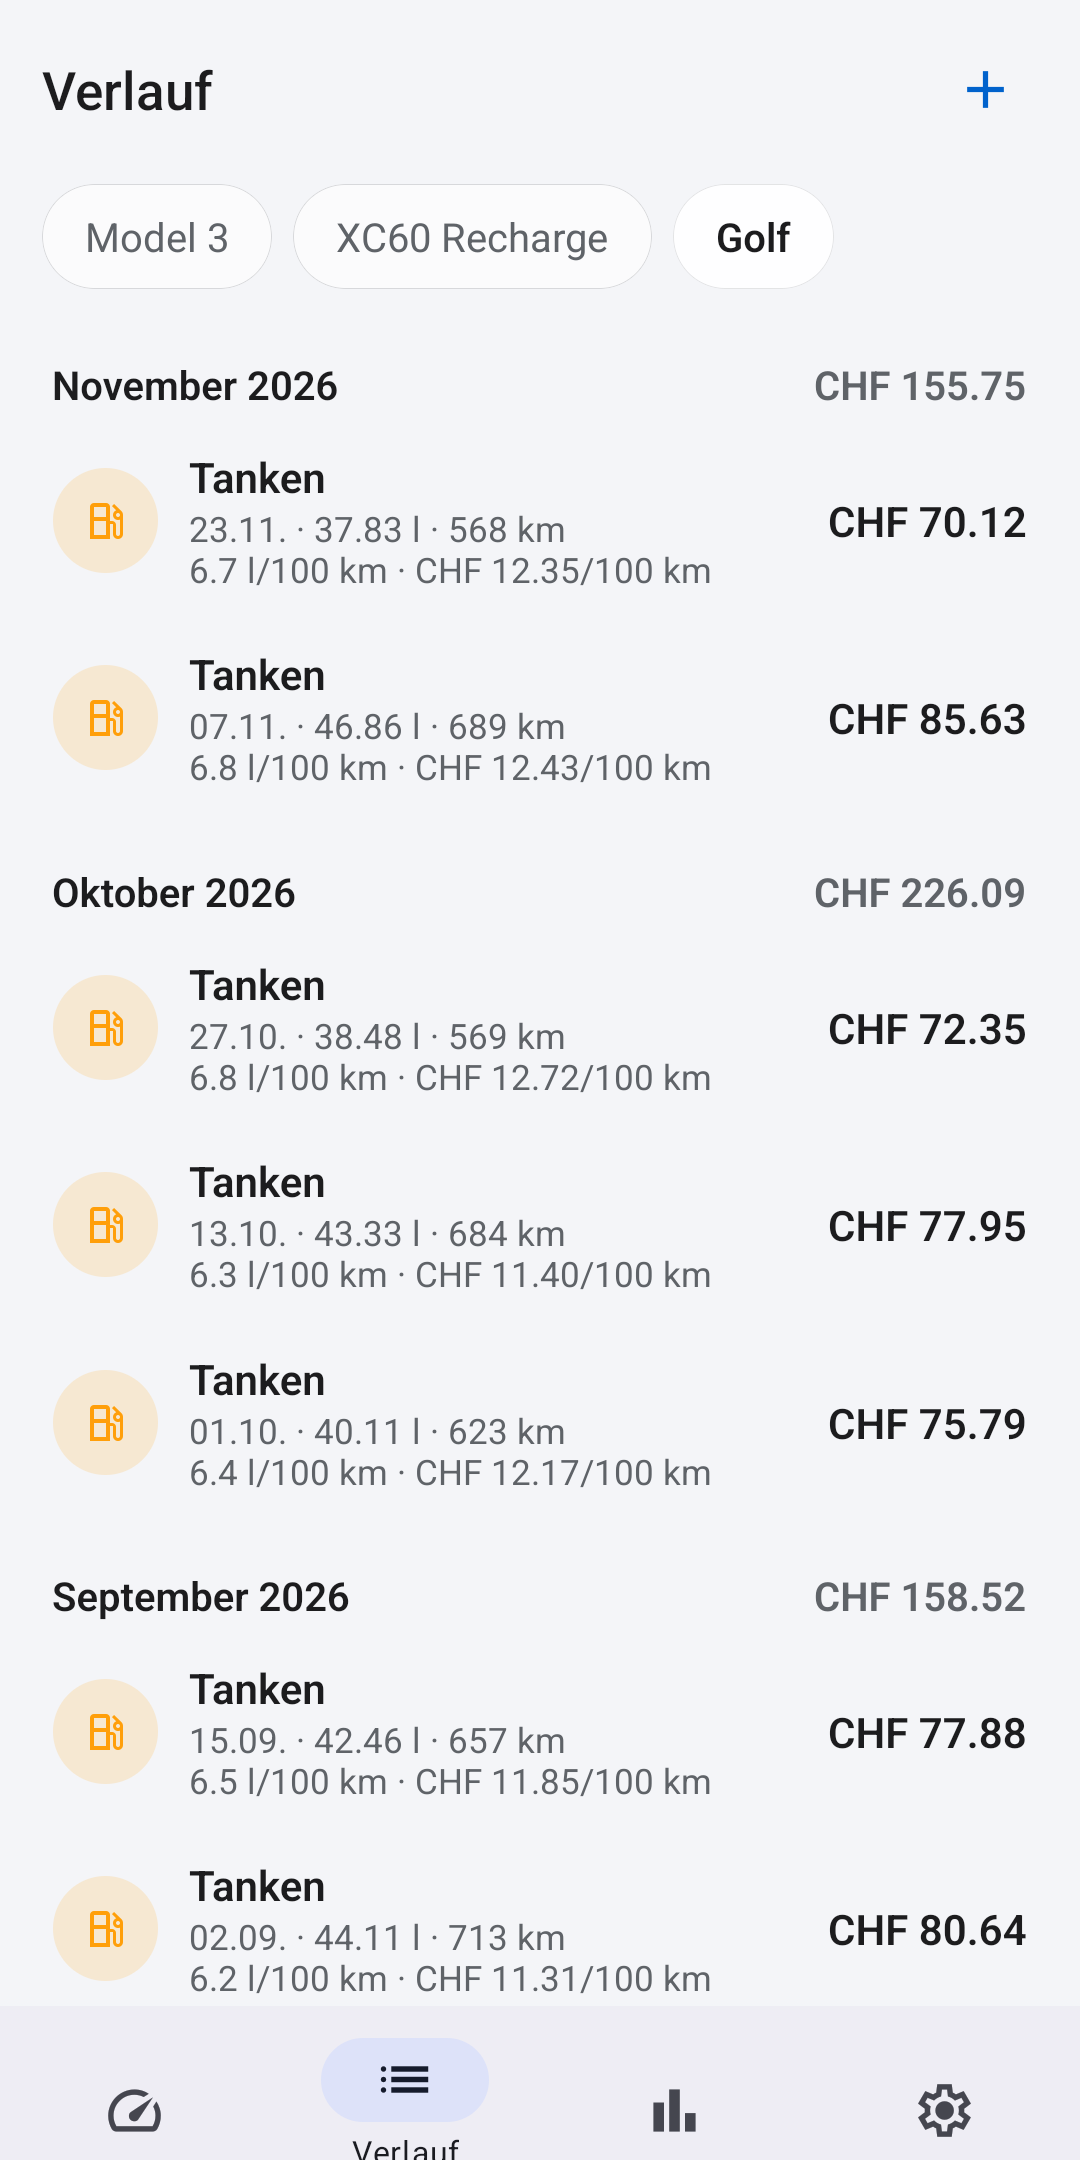 Verlauf
Model 3
XC60 Recharge
Golf
November 2026
CHF 155.75
Tanken
23.11. · 37.83 l · 568 km
6.7 l/100 km · CHF 12.35/100 km
CHF 70.12
Tanken
07.11. · 46.86 l · 689 km
6.8 l/100 km · CHF 12.43/100 km
CHF 85.63
Oktober 2026
CHF 226.09
Tanken
27.10. · 38.48 l · 569 km
6.8 l/100 km · CHF 12.72/100 km
CHF 72.35
Tanken
13.10. · 43.33 l · 684 km
6.3 l/100 km · CHF 11.40/100 km
CHF 77.95
Tanken
01.10. · 40.11 l · 623 km
6.4 l/100 km · CHF 12.17/100 km
CHF 75.79
September 2026
CHF 158.52
Tanken
15.09. · 42.46 l · 657 km
6.5 l/100 km · CHF 11.85/100 km
CHF 77.88
Tanken
02.09. · 44.11 l · 713 km
6.2 l/100 km · CHF 11.31/100 km
CHF 80.64
Verlauf